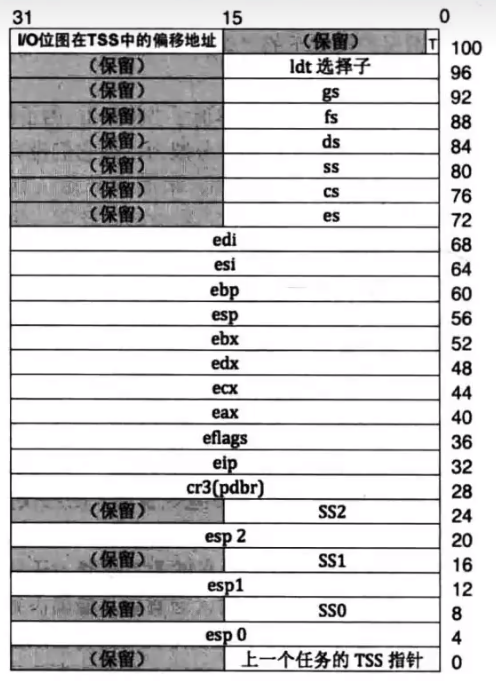 31 15 0
I/O位图在TSS中的偏移地址 (保留) T 100
(保留) ldt 选择子 96
(保留) gs 92
(保留) fs 88
(保留) ds 84
(保留) ss 80
(保留) cs 76
(保留) es 72
edi 68
esi 64
ebp 60
esp 56
ebx 52
edx 48
ecx 44
eax 40
eflags 36
eip 32
cr3(pdbr) 28
(保留) SS2 24
esp 2 20
(保留) SS1 16
esp1 12
(保留) SS0 8
esp 0 4
(保留) 上一个任务的 TSS 指针 0